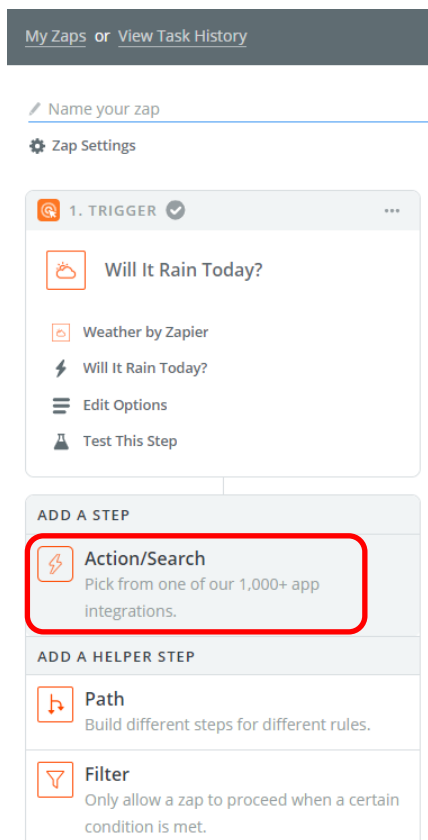 My Zaps or View Task History
Name your zap
Zap Settings
1. TRIGGER
Will It Rain Today?
Weather by Zapier
Will It Rain Today?
Edit Options
Test This Step
ADD A STEP
Action/Search
Pick from one of our 1,000+ app
integrations.
ADD A HELPER STEP
Path
Build different steps for different rules.
Filter
Only allow a zap to proceed when a certain
condition is met.